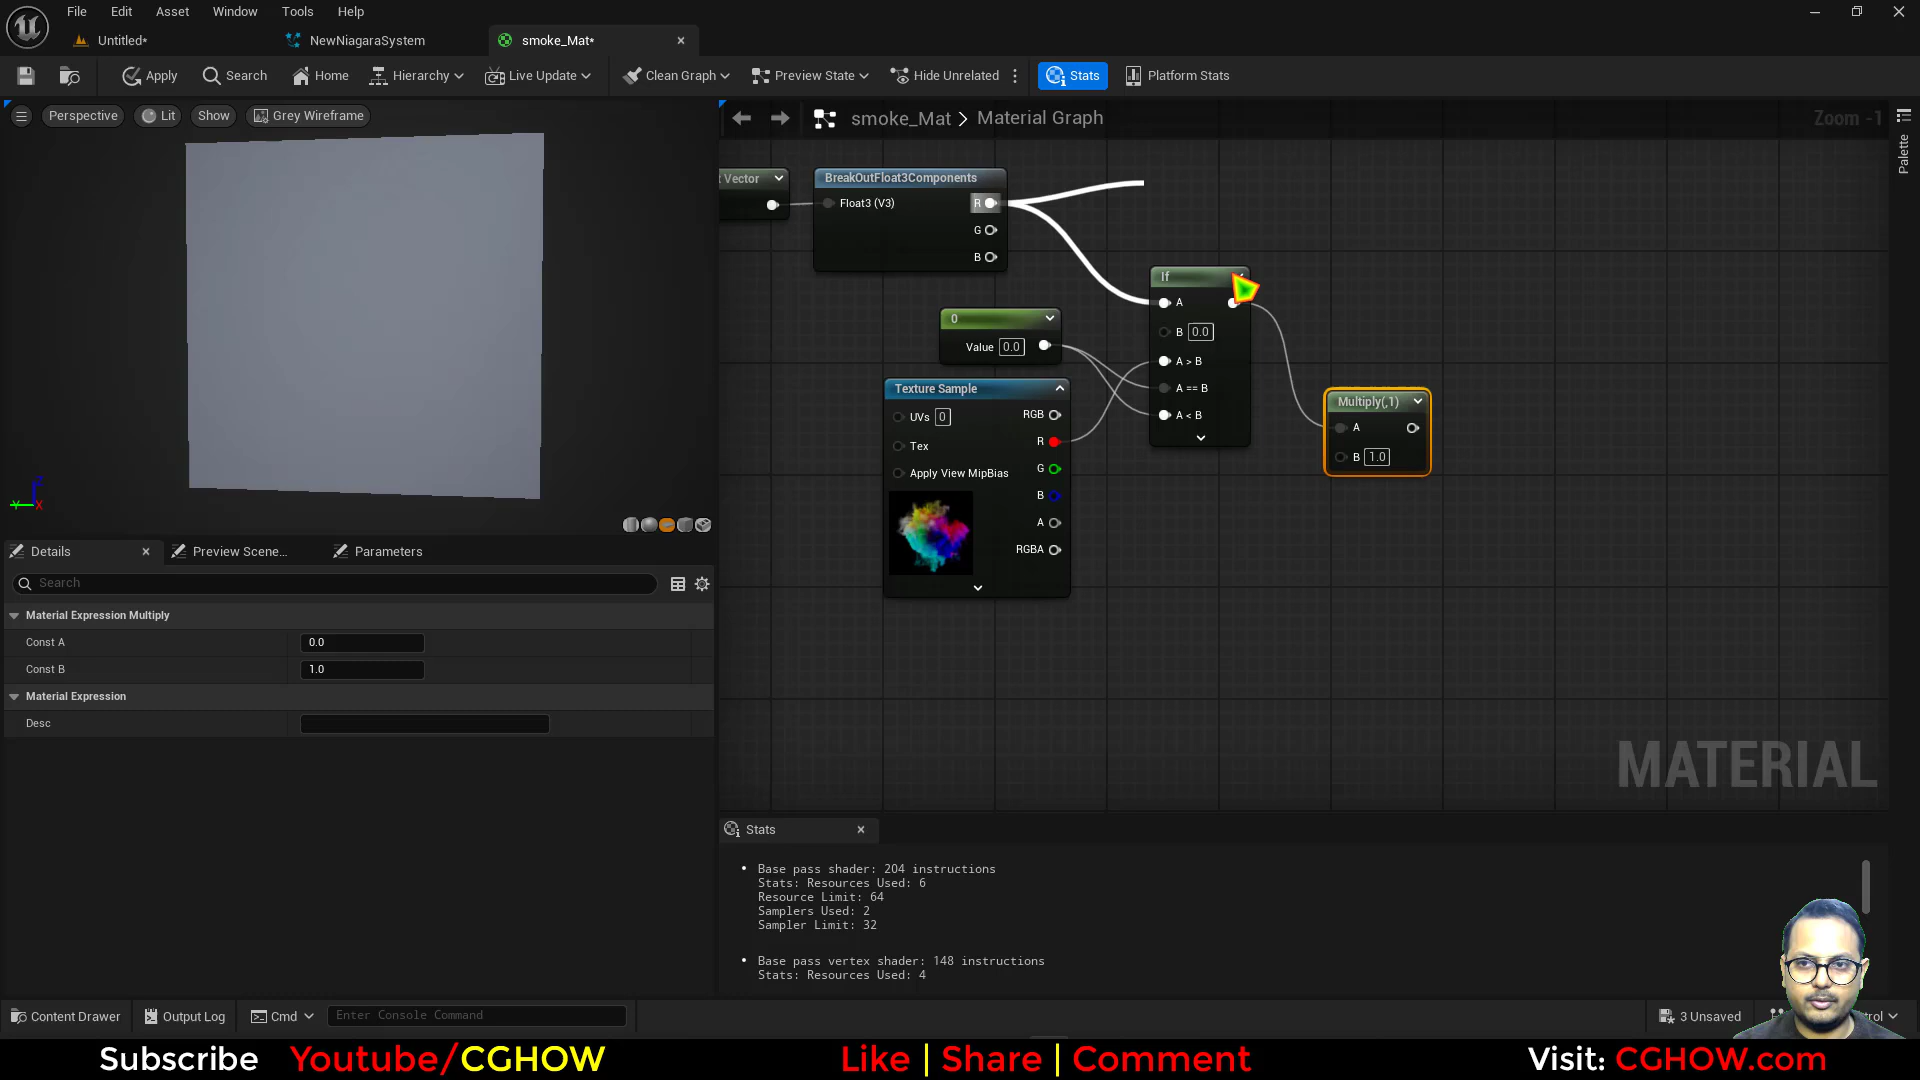 File Edit Asset Window Tools Help
Untitled* NewNiagaraSystem smoke_Mat*
Apply Search Home Hierarchy Live Update Clean Graph Preview State Hide Unrelated Stats Platform Stats
Perspective Lit Show Grey Wireframe
smoke_Mat > Material Graph Zoom -1
Palette
Vector
BreakOutFloat3Components
Float3 (V3) R
G
B
If
A
B 0.0
A > B
A == B
A < B
0
Value 0.0
Texture Sample
UVs 0 RGB
R
Tex
Apply View MipBias G
B
A
RGBA
Multiply(,1)
A
B 1.0
MATERIAL
Details Preview Scene... Parameters
Search
Material Expression Multiply
Const A 0.0
Const B 1.0
Material Expression
Desc
Stats
• Base pass shader: 204 instructions
Stats: Resources Used: 6
Resource Limit: 64
Samplers Used: 2
Sampler Limit: 32
• Base pass vertex shader: 148 instructions
Stats: Resources Used: 4
Content Drawer Output Log Cmd Enter Console Command 3 Unsaved
Subscribe Youtube/CGHOW Like | Share | Comment Visit: CGHOW.com